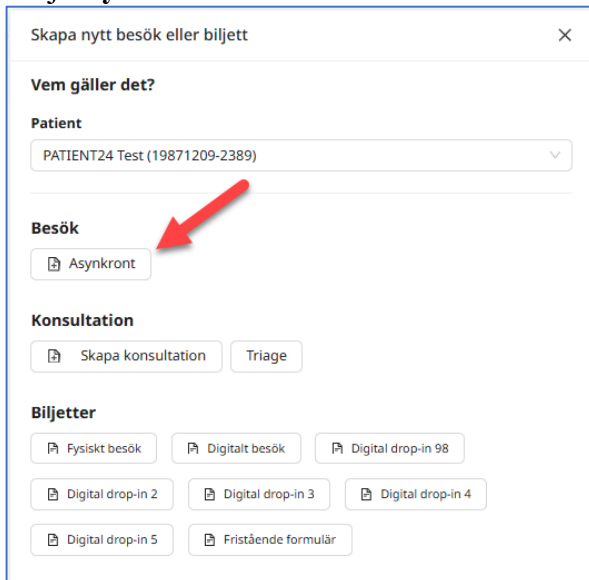 Skapa nytt besök eller biljett
Vem gäller det?
Patient
PATIENT24 Test (19871209-2389)
Besök
Asynkront
Konsultation
Skapa konsultation Triage
Biljetter
Fysiskt besök Digitalt besök Digital drop-in 98
Digital drop-in 2 Digital drop-in 3 Digital drop-in 4
Digital drop-in 5 Fristående formulär